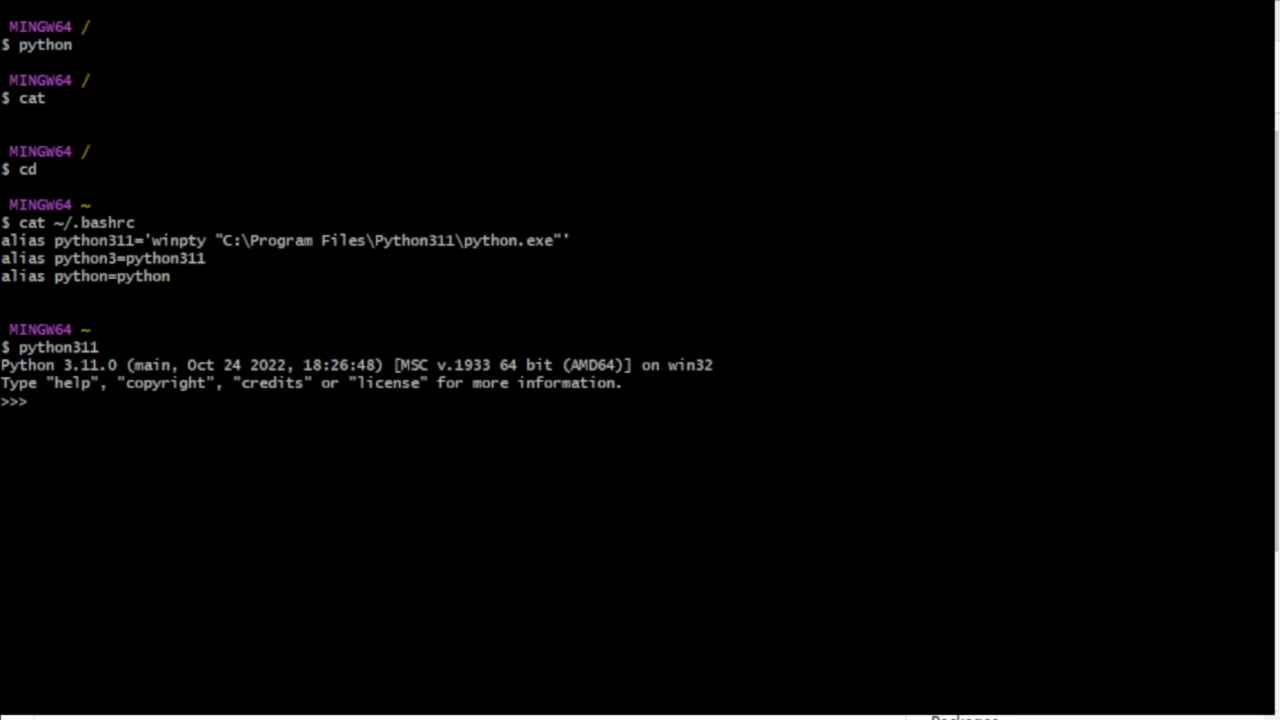 MINGW64 /
$ python
MINGW64 /
$ cat
MINGW64 /
$ cd
MINGW64 ~
$ cat ~/.bashrc
alias python311='winpty "C:\Program Files\Python311\python.exe"'
alias python3=python311
alias python=python
MINGW64 ~
$ python311
Python 3.11.0 (main, Oct 24 2022, 18:26:48) [MSC v.1933 64 bit (AMD64)] on win32
Type "help", "copyright", "credits" or "license" for more information.
>>>